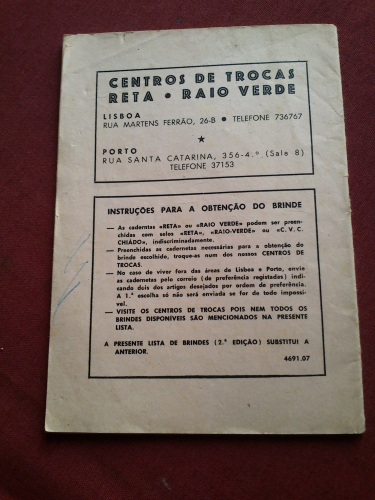 CENTROS DE TROCAS
RETA • RAIO VERDE
LISBOA
RUA MARTENS FERRÃO, 26-B • TELEFONE 736767
★
PORTO
RUA SANTA CATARINA, 356-4.º (Sala 8)
TELEFONE 37153
INSTRUÇÕES PARA A OBTENÇÃO DO BRINDE
— As caderntas «RETA» ou «RAIO VERDE» podem ser preen-
chidas com selos «RETA», «RAIO-VERDE» ou «C. V. C.
CHIADO», indiscriminadamente.
— Preenchidas as cadernetas necessárias para a obtenção do
brinde escolhido, troque-as num dos nossos CENTROS DE
TROCAS.
— No caso de viver fora das áreas de Lisboa e Porto, envie
as cadernetas pelo correio (de preferência registadas) indi-
cando dois dos artigos desejados por ordem de preferência.
A 1.ª escolha só não será enviada se for de todo impossí-
vel.
— VISITE OS CENTROS DE TROCAS POIS NEM TODOS OS
BRINDES DISPONÍVEIS SÃO MENCIONADOS NA PRESENTE
LISTA.
A PRESENTE LISTA DE BRINDES (2.ª EDIÇÃO) SUBSTITUI A
ANTERIOR.
4691.07